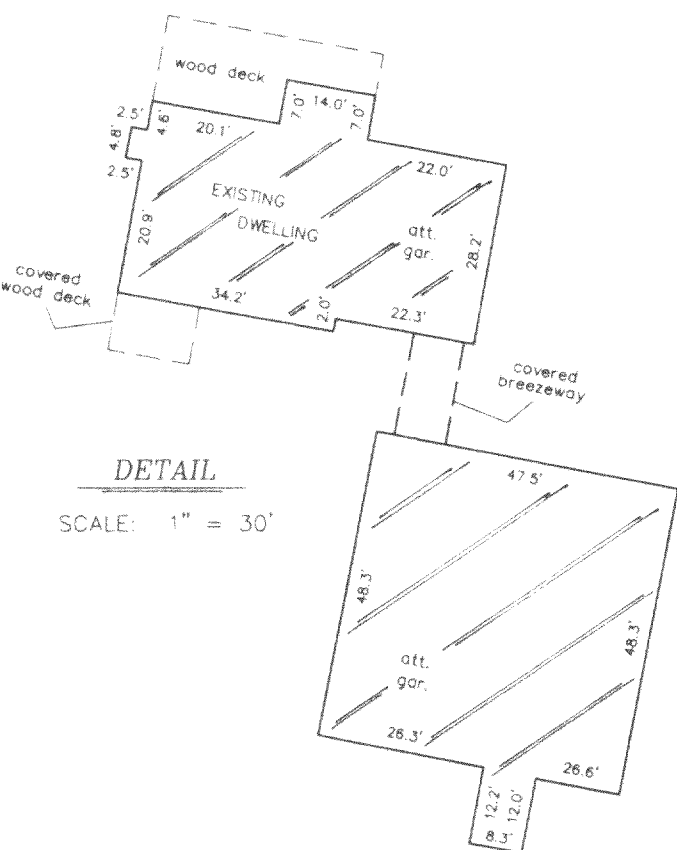 wood deck
14.0'
7.0'
7.0'
2.5'
4.6'
4.8'
20.1'
2.5'
22.0'
EXISTING
DWELLING
att.
gar.
20.9'
28.2'
covered
wood deck
34.2'
2.0'
22.3'
covered
breezeway
DETAIL
SCALE: 1" = 30'
47.5'
48.3'
48.3'
att.
gar.
26.3'
26.6'
12.2'
12.0'
8.3'